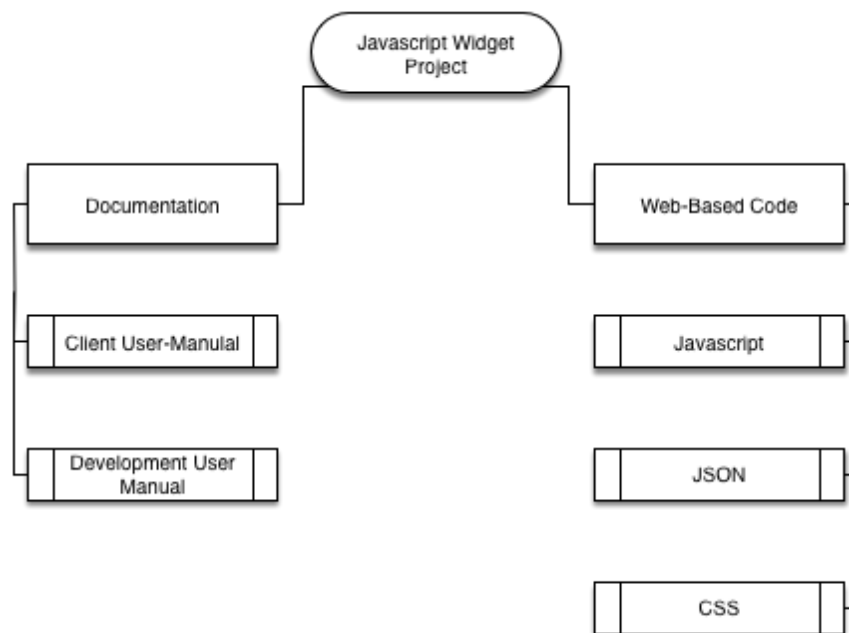 Javascript Widget
Project
Documentation
Web-Based Code
Client User-Manulal
Javascript
Development User
Manual
JSON
CSS